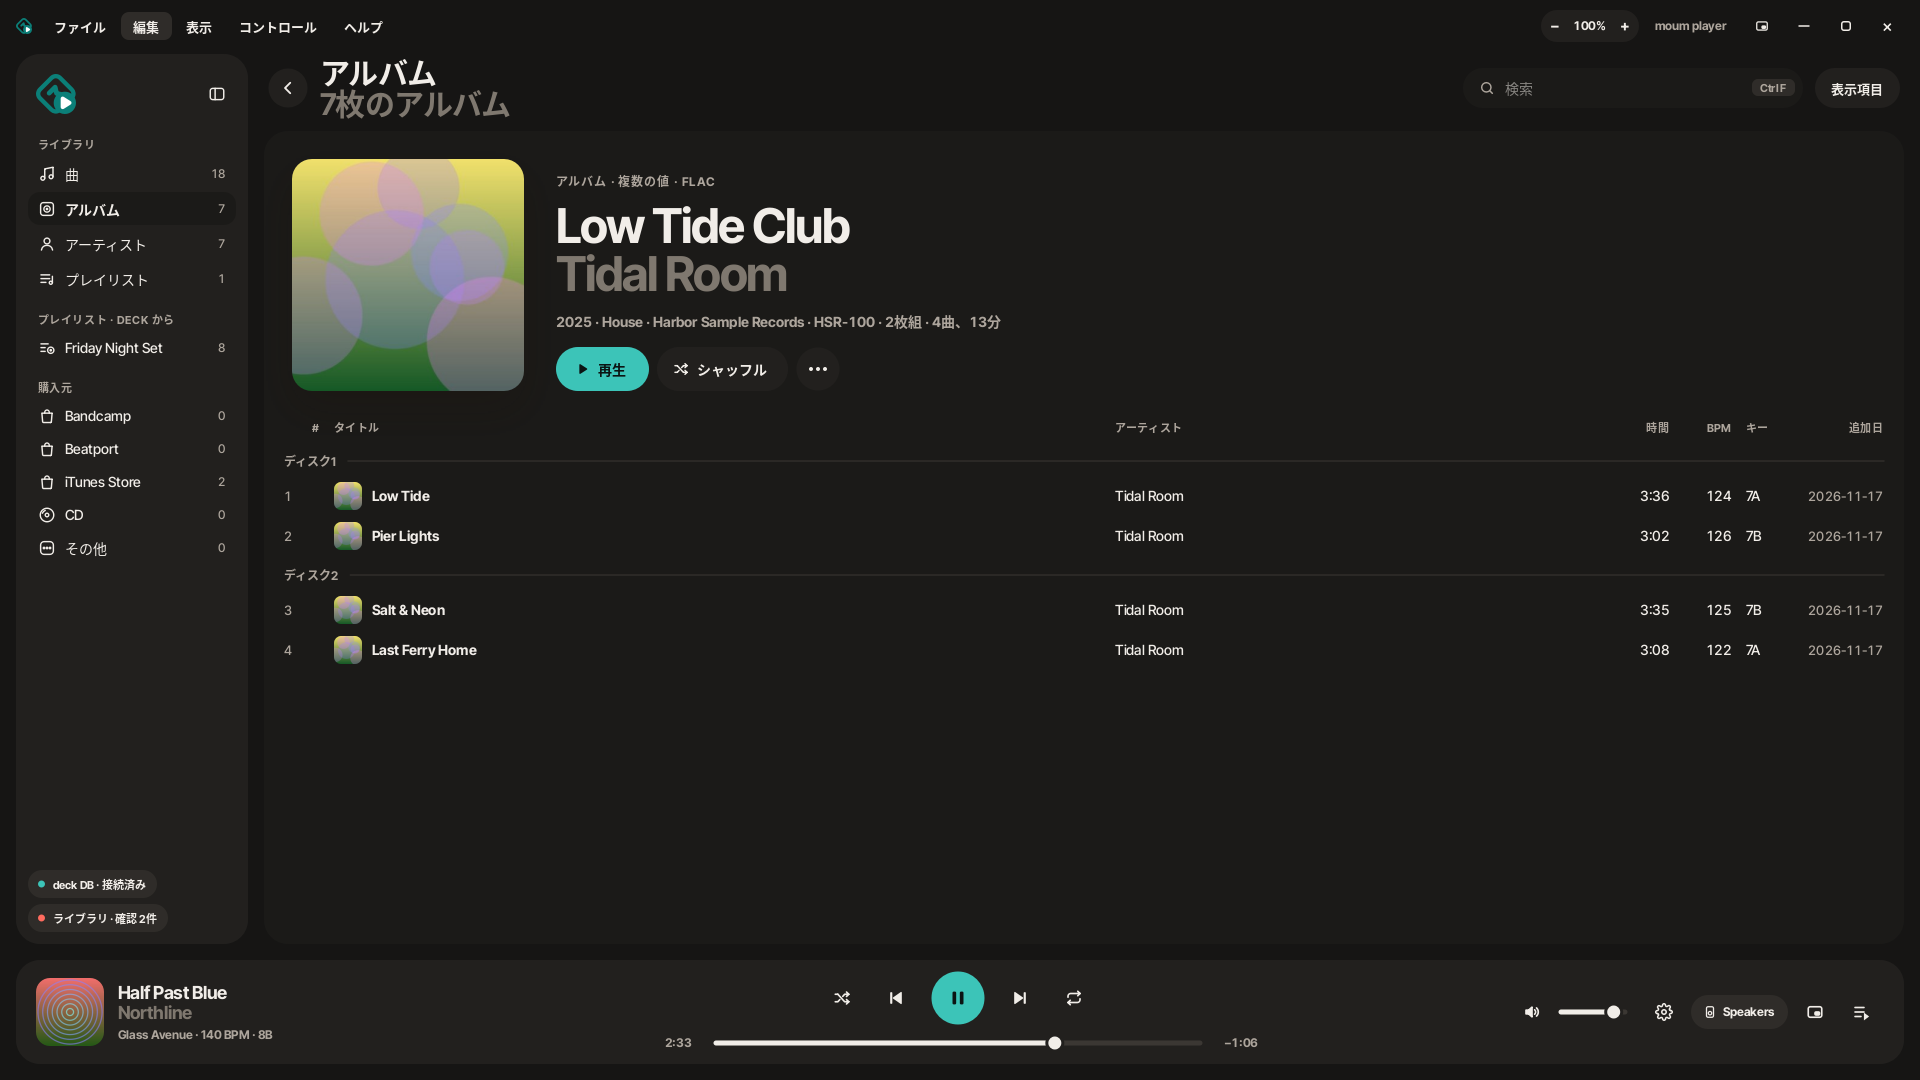 ファイル 編集 表示 コントロール ヘルプ
− 100% + moum player
アルバム
7枚のアルバム
検索 Ctrl F 表示項目
ライブラリ
曲 18
アルバム 7
アーティスト 7
プレイリスト 1
プレイリスト · DECK から
Friday Night Set 8
購入元
Bandcamp 0
Beatport 0
iTunes Store 2
CD 0
その他 0
deck DB · 接続済み
ライブラリ · 確認 2件
アルバム · 複数の値 · FLAC
Low Tide Club
Tidal Room
2025 · House · Harbor Sample Records · HSR-100 · 2枚組 · 4曲、13分
再生 シャッフル
# タイトル アーティスト 時間 BPM キー 追加日
ディスク1
1 Low Tide Tidal Room 3:36 124 7A 2026-11-17
2 Pier Lights Tidal Room 3:02 126 7B 2026-11-17
ディスク2
3 Salt & Neon Tidal Room 3:35 125 7B 2026-11-17
4 Last Ferry Home Tidal Room 3:08 122 7A 2026-11-17
Half Past Blue
Northline
Glass Avenue · 140 BPM · 8B
2:33 −1:06
Speakers